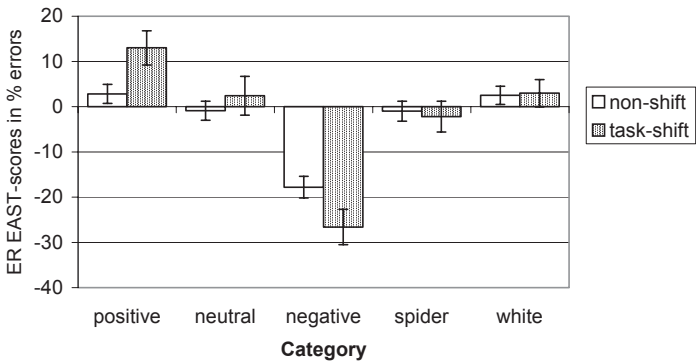 ER EAST-scores in % errors
20
10
0
-10
-20
-30
-40
positive neutral negative spider white
Category
non-shift
task-shift